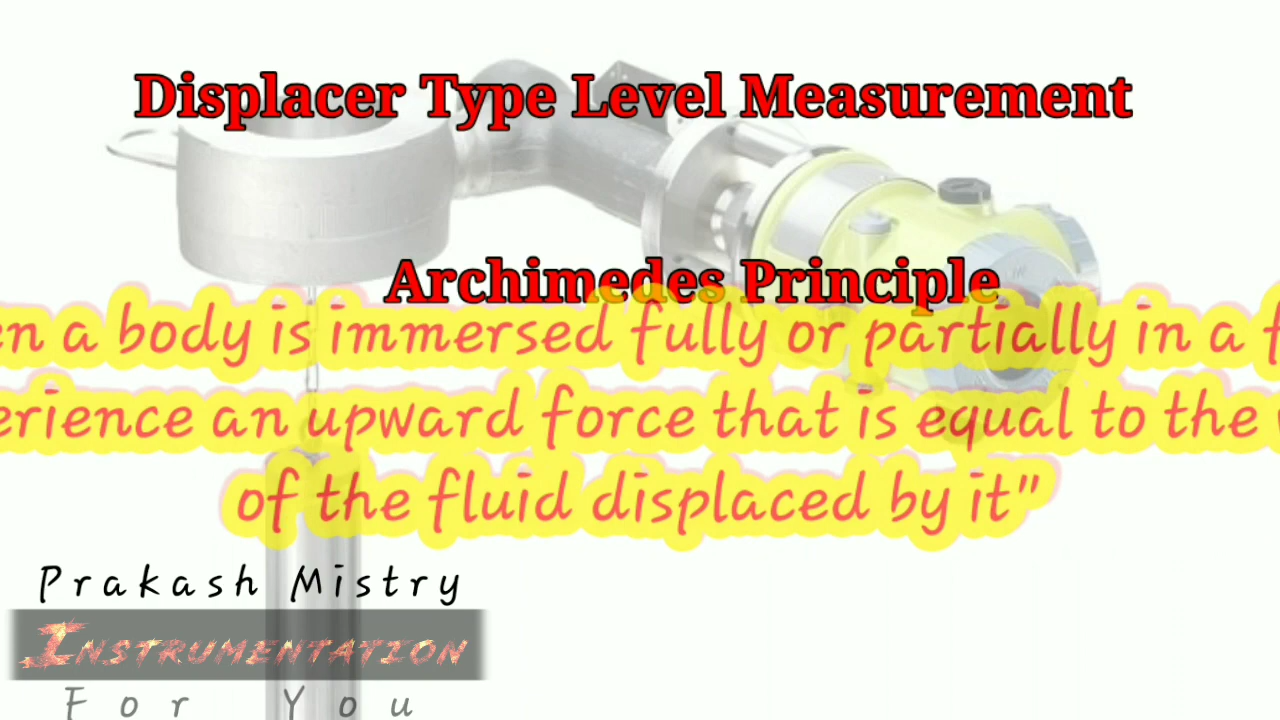 Displacer Type Level Measurement
Archimedes Principle
en a body is immersed fully or partially in a f
erience an upward force that is equal to the
of the fluid displaced by it"
Prakash Mistry
INSTRUMENTATION
For You